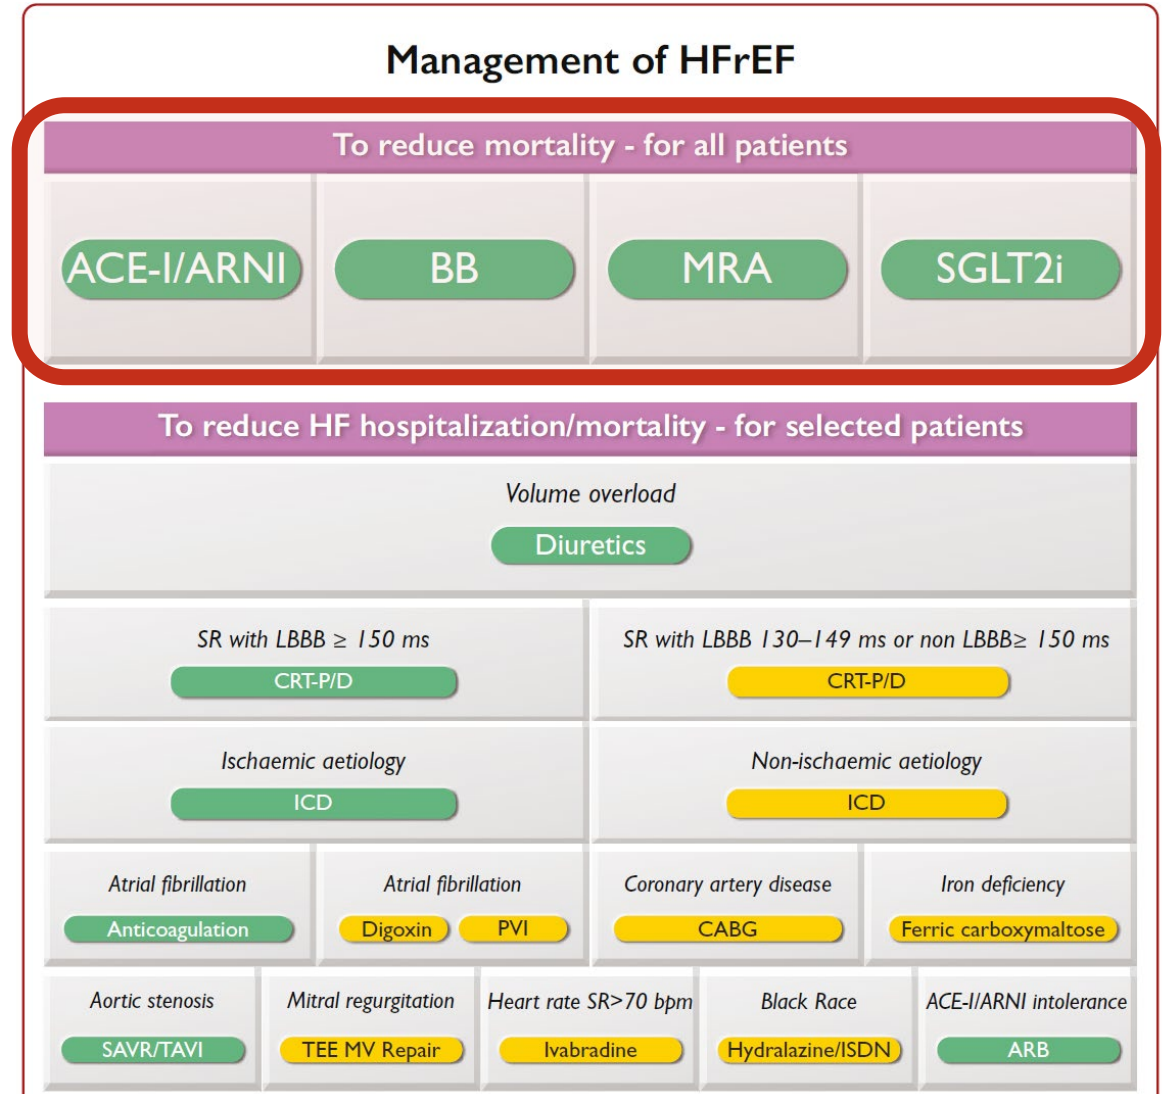 Management of HFrEF
To reduce mortality - for all patients
ACE-I/ARNI
BB
MRA
SGLT2i
To reduce HF hospitalization/mortality - for selected patients
Volume overload
Diuretics
SR with LBBB ≥ 150 ms
CRT-P/D
SR with LBBB 130–149 ms or non LBBB≥ 150 ms
CRT-P/D
Ischaemic aetiology
ICD
Non-ischaemic aetiology
ICD
Atrial fibrillation
Anticoagulation
Atrial fibrillation
Digoxin
PVI
Coronary artery disease
CABG
Iron deficiency
Ferric carboxymaltose
Aortic stenosis
SAVR/TAVI
Mitral regurgitation
TEE MV Repair
Heart rate SR>70 bpm
Ivabradine
Black Race
Hydralazine/ISDN
ACE-I/ARNI intolerance
ARB